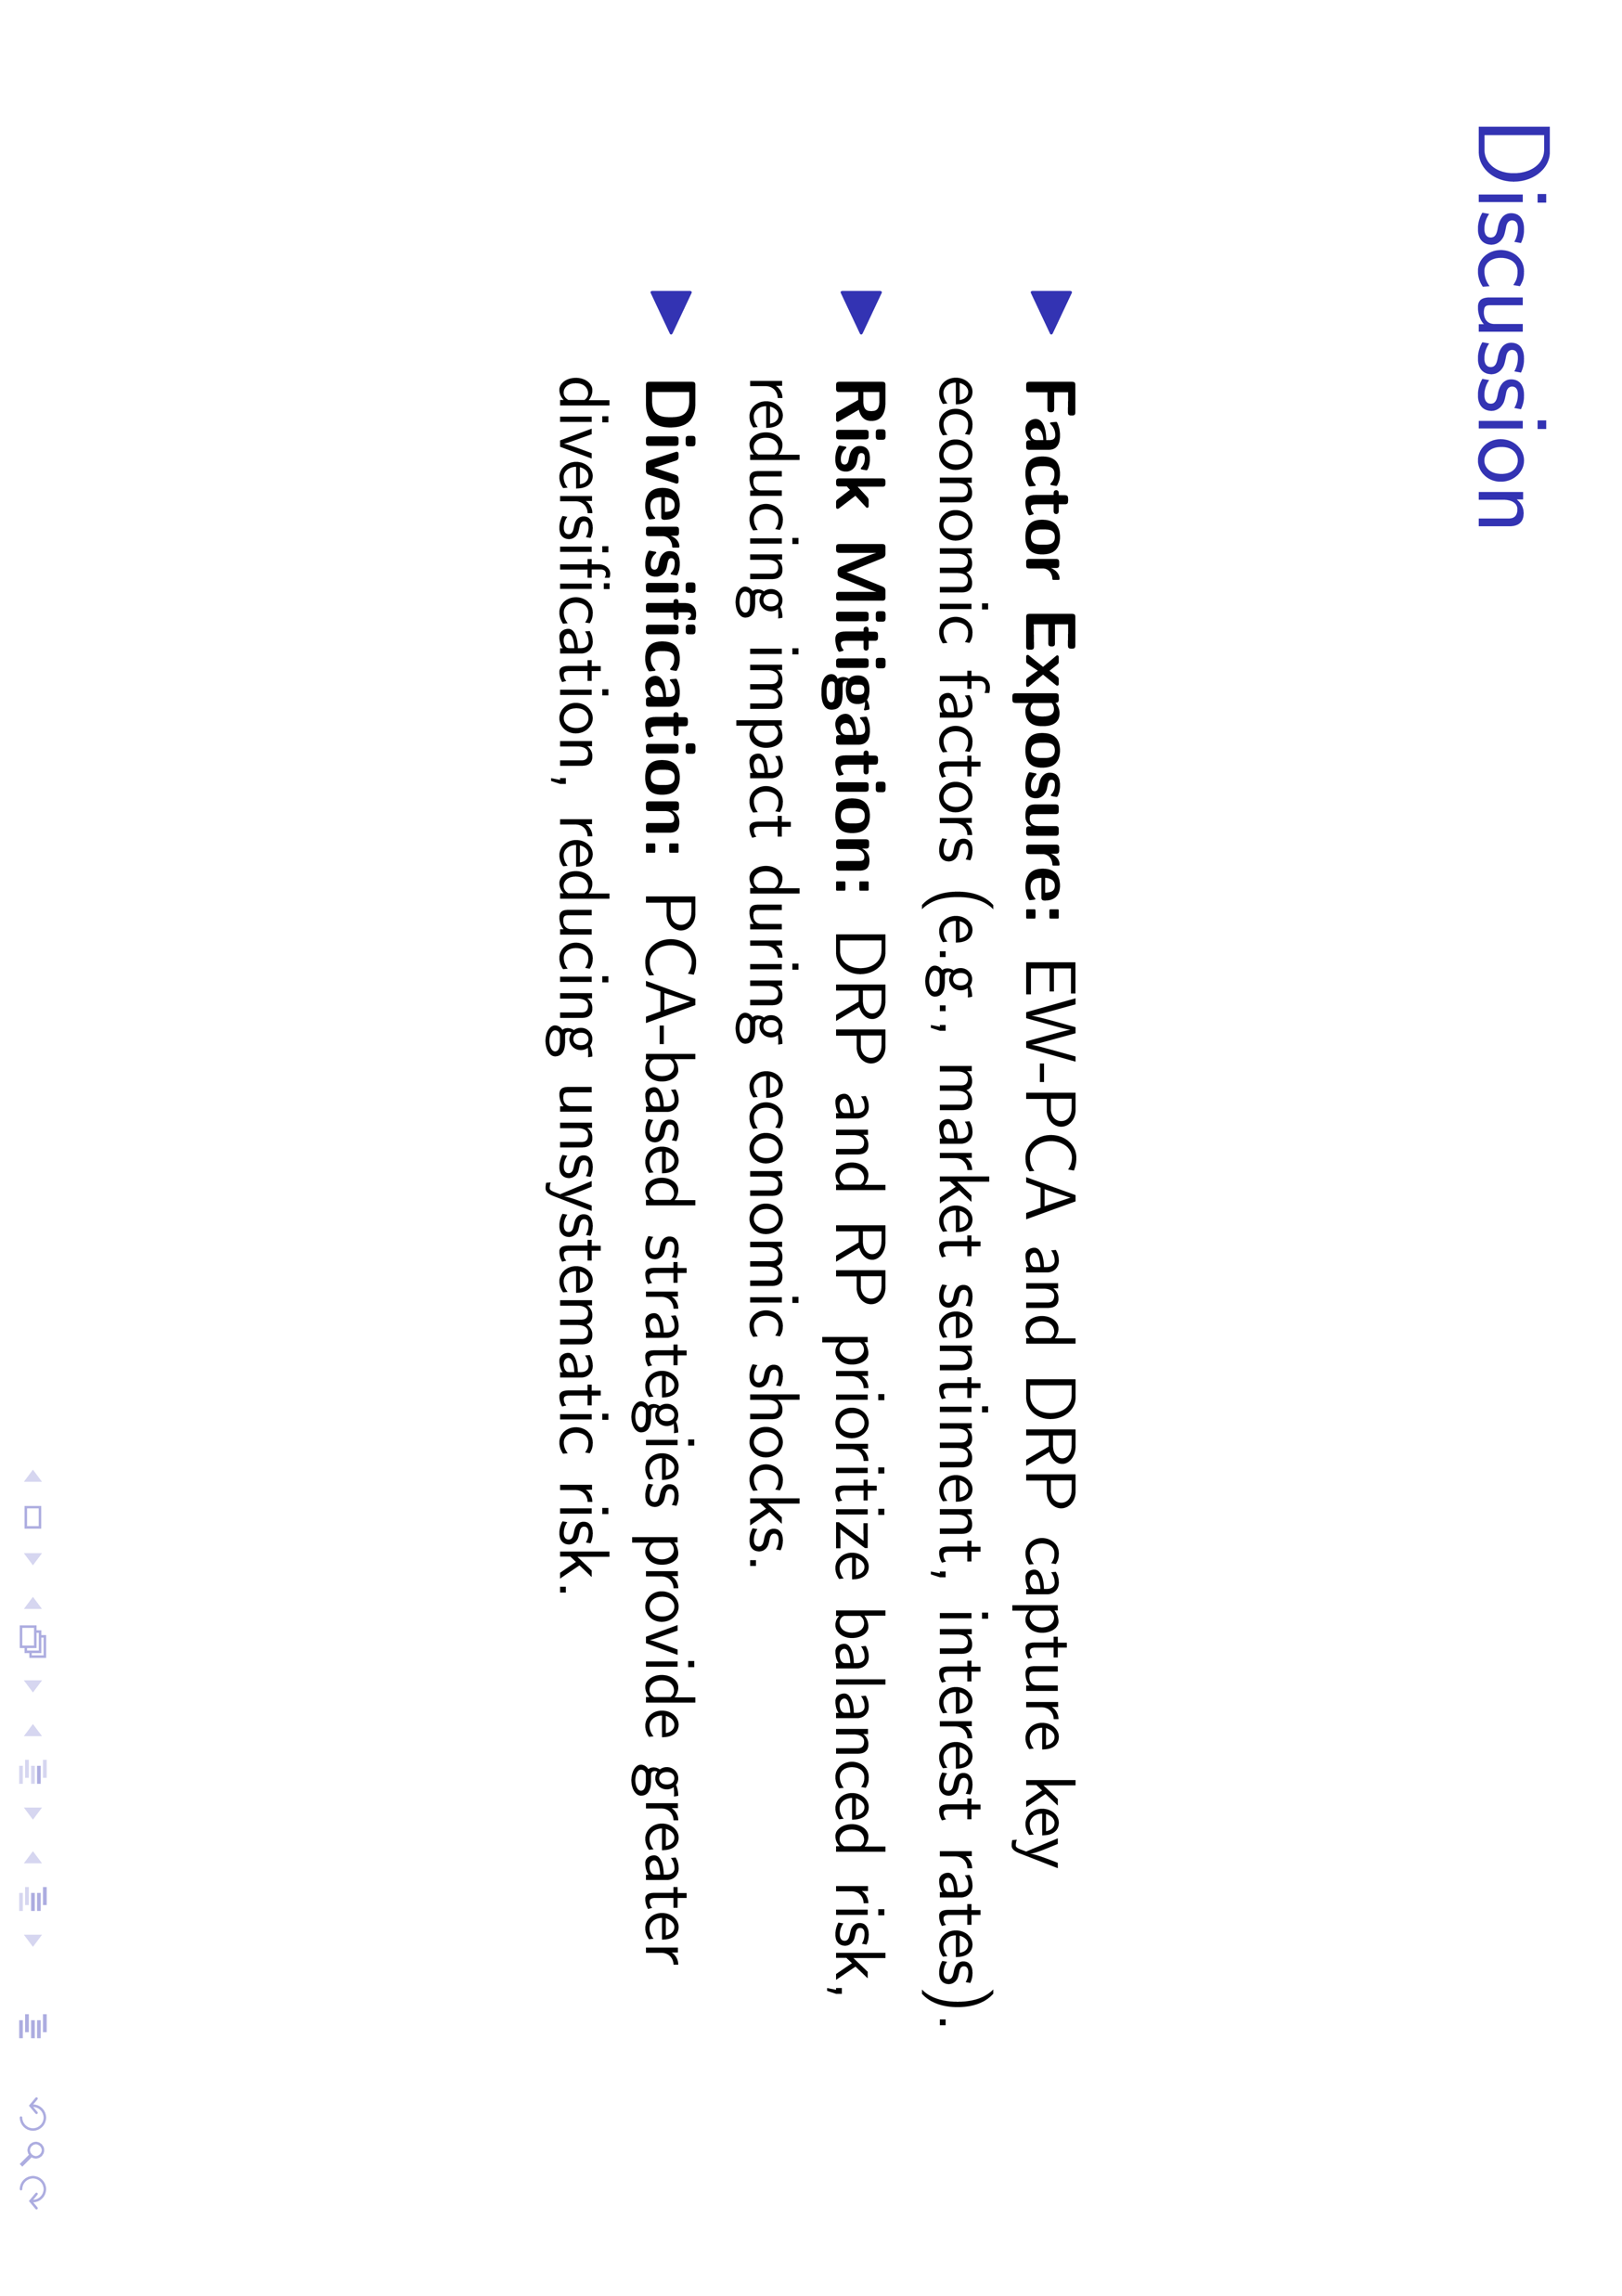 Discussion
Factor Exposure: EW-PCA and DRP capture key
economic factors (e.g., market sentiment, interest rates).
Risk Mitigation: DRP and RP prioritize balanced risk,
reducing impact during economic shocks.
Diversification: PCA-based strategies provide greater
diversification, reducing unsystematic risk.